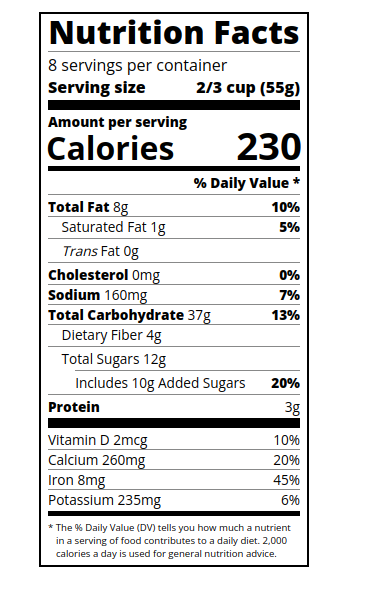 Nutrition Facts
8 servings per container
Serving size 2/3 cup (55g)
Amount per serving
Calories 230
% Daily Value *
Total Fat 8g 10%
Saturated Fat 1g 5%
Trans Fat 0g
Cholesterol 0mg 0%
Sodium 160mg 7%
Total Carbohydrate 37g 13%
Dietary Fiber 4g
Total Sugars 12g
Includes 10g Added Sugars 20%
Protein 3g
Vitamin D 2mcg 10%
Calcium 260mg 20%
Iron 8mg 45%
Potassium 235mg 6%
* The % Daily Value (DV) tells you how much a nutrient
in a serving of food contributes to a daily diet. 2,000
calories a day is used for general nutrition advice.